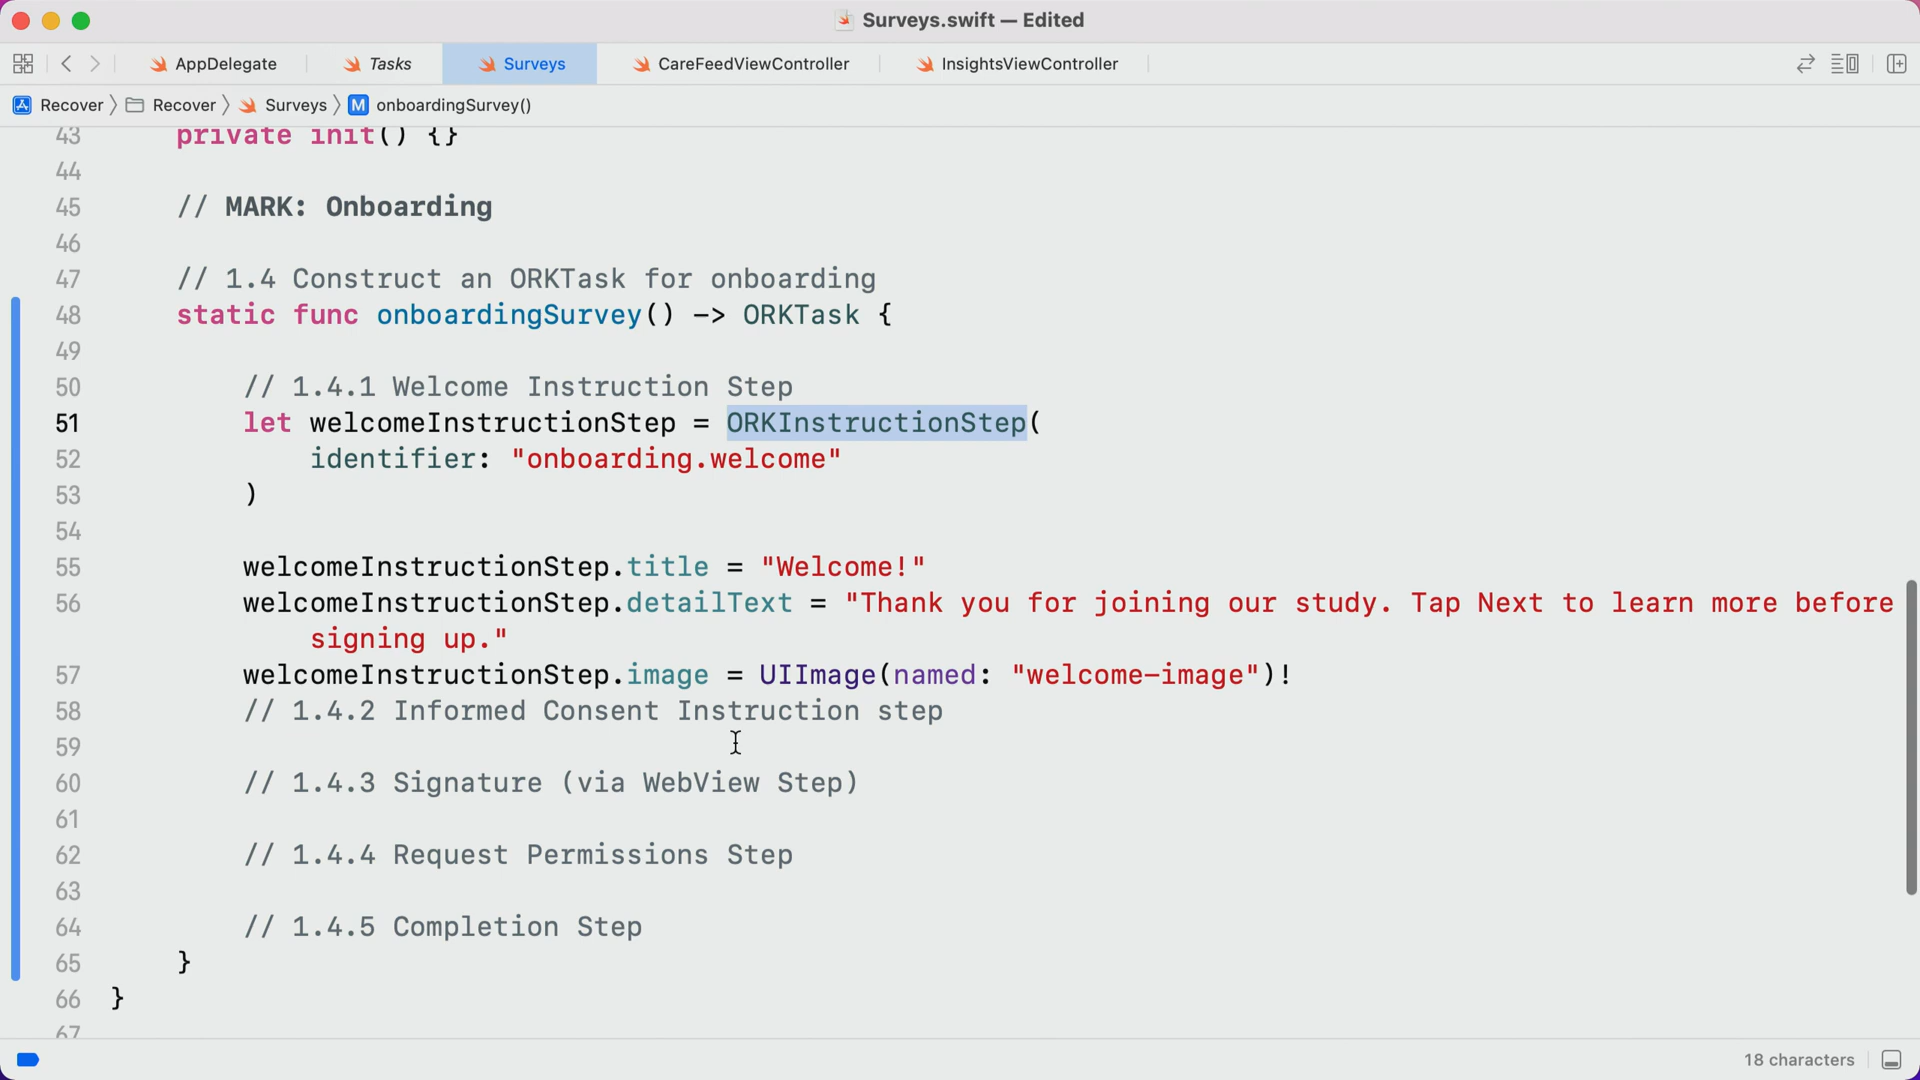 Surveys.swift — Edited
AppDelegate
Tasks
Surveys
CareFeedViewController
InsightsViewController
Recover
Recover
Surveys
M
onboardingSurvey()
43 private init() {}
44
45 // MARK: Onboarding
46
47 // 1.4 Construct an ORKTask for onboarding
48 static func onboardingSurvey() -> ORKTask {
49
50 // 1.4.1 Welcome Instruction Step
51 let welcomeInstructionStep = ORKInstructionStep(
52 identifier: "onboarding.welcome"
53 )
54
55 welcomeInstructionStep.title = "Welcome!"
56 welcomeInstructionStep.detailText = "Thank you for joining our study. Tap Next to learn more before
signing up."
57 welcomeInstructionStep.image = UIImage(named: "welcome-image")!
58 // 1.4.2 Informed Consent Instruction step
59
60 // 1.4.3 Signature (via WebView Step)
61
62 // 1.4.4 Request Permissions Step
63
64 // 1.4.5 Completion Step
65 }
66 }
67
18 characters